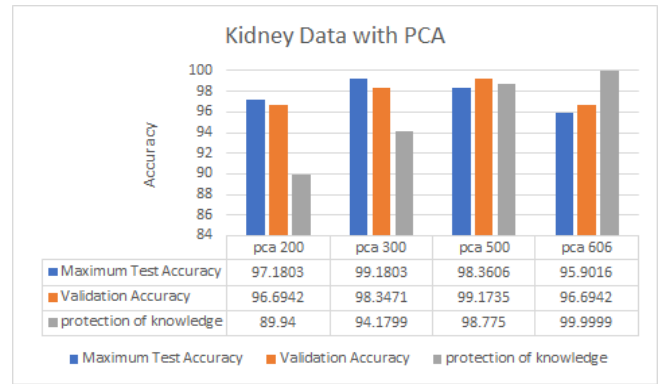 Kidney Data with PCA
Accuracy
100
98
96
94
92
90
88
86
84
pca 200 pca 300 pca 500 pca 606
Maximum Test Accuracy 97.1803 99.1803 98.3606 95.9016
Validation Accuracy 96.6942 98.3471 99.1735 96.6942
protection of knowledge 89.94 94.1799 98.775 99.9999
Maximum Test Accuracy Validation Accuracy protection of knowledge